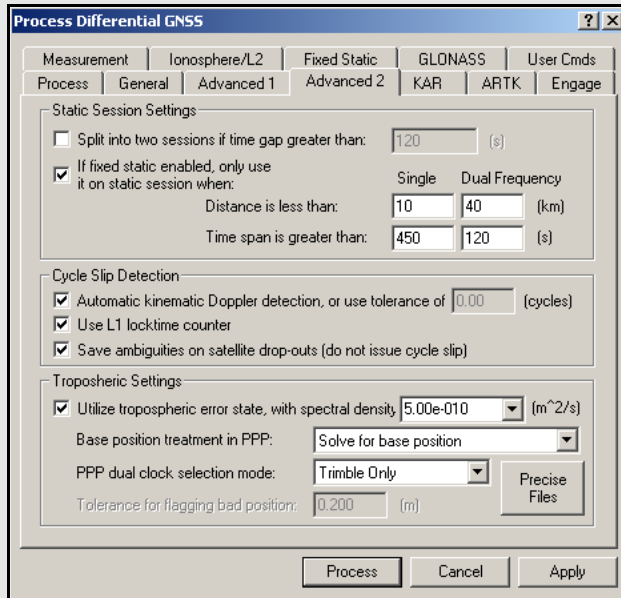 Process Differential GNSS
Measurement Ionosphere/L2 Fixed Static GLONASS User Cmds
Process General Advanced 1 Advanced 2 KAR ARTK Engage
Static Session Settings
Split into two sessions if time gap greater than: 120 (s)
If fixed static enabled, only use
it on static session when: Single Dual Frequency
Distance is less than: 10 40 (km)
Time span is greater than: 450 120 (s)
Cycle Slip Detection
Automatic kinematic Doppler detection, or use tolerance of 0.00 (cycles)
Use L1 locktime counter
Save ambiguities on satellite drop-outs (do not issue cycle slip)
Troposheric Settings
Utilize tropospheric error state, with spectral density 5.00e-010 (m^2/s)
Base position treatment in PPP: Solve for base position
PPP dual clock selection mode: Trimble Only
Precise
Files
Tolerance for flagging bad position: 0.200 (m)
Process Cancel Apply